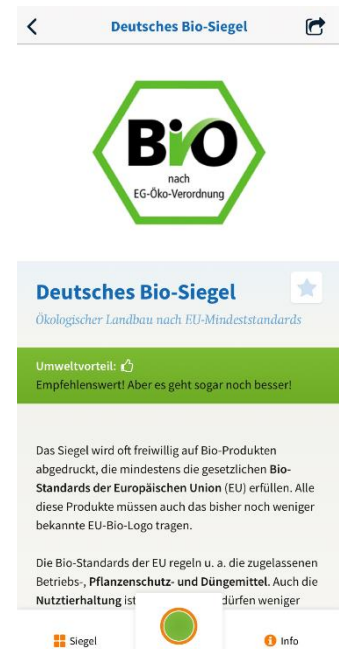 Deutsches Bio-Siegel
Bio
nach
EG-Öko-Verordnung
Deutsches Bio-Siegel
Ökologischer Landbau nach EU-Mindeststandards
Umweltvorteil:
Empfehlenswert! Aber es geht sogar noch besser!
Das Siegel wird oft freiwillig auf Bio-Produkten
abgedruckt, die mindestens die gesetzlichen Bio-
Standards der Europäischen Union (EU) erfüllen. Alle
diese Produkte müssen auch das bisher noch weniger
bekannte EU-Bio-Logo tragen.
Die Bio-Standards der EU regeln u. a. die zugelassenen
Betriebs-, Pflanzenschutz- und Düngemittel. Auch die
Nutztierhaltung ist dürfen weniger
Siegel
Info